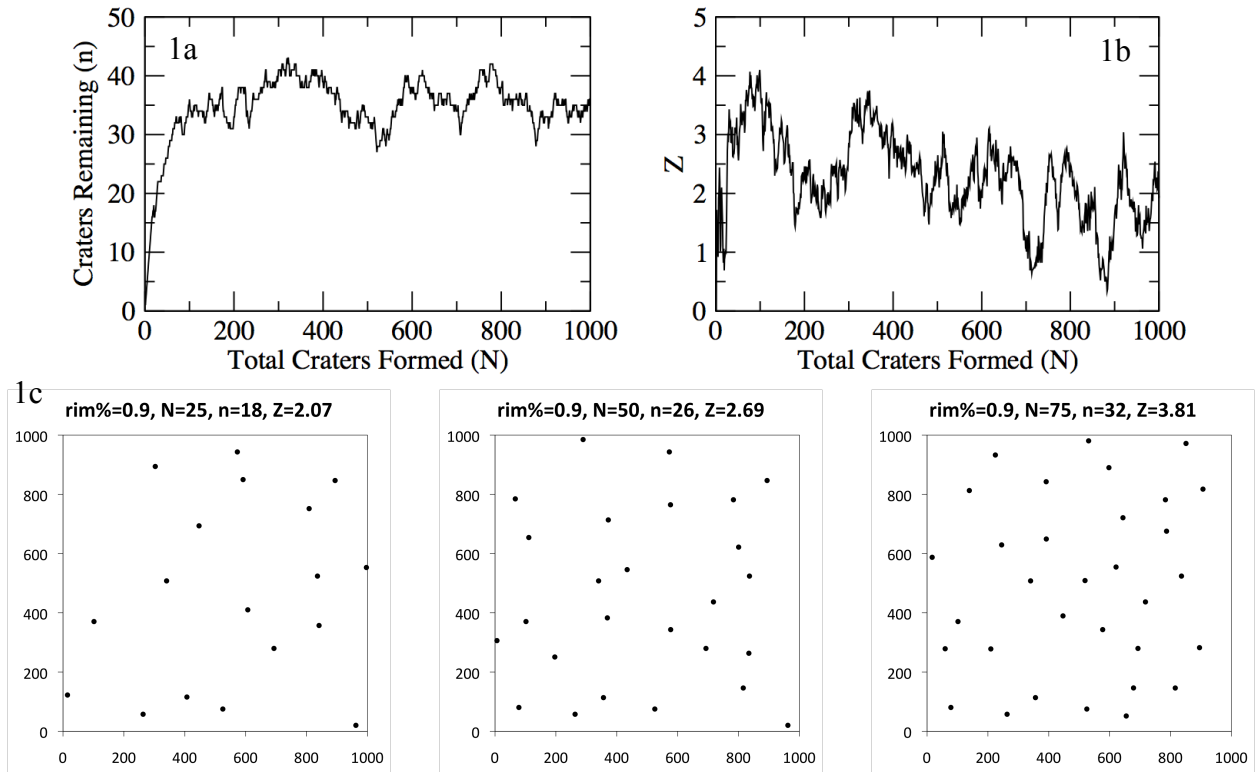 1a
50
40
30
20
10
0
Craters Remaining (n)
0 200 400 600 800 1000
Total Craters Formed (N)
1b
5
4
3
2
1
0
Z
0 200 400 600 800 1000
Total Craters Formed (N)
1c
rim%=0.9, N=25, n=18, Z=2.07
1000
800
600
400
200
0
0 200 400 600 800 1000
rim%=0.9, N=50, n=26, Z=2.69
1000
800
600
400
200
0
0 200 400 600 800 1000
rim%=0.9, N=75, n=32, Z=3.81
1000
800
600
400
200
0
0 200 400 600 800 1000